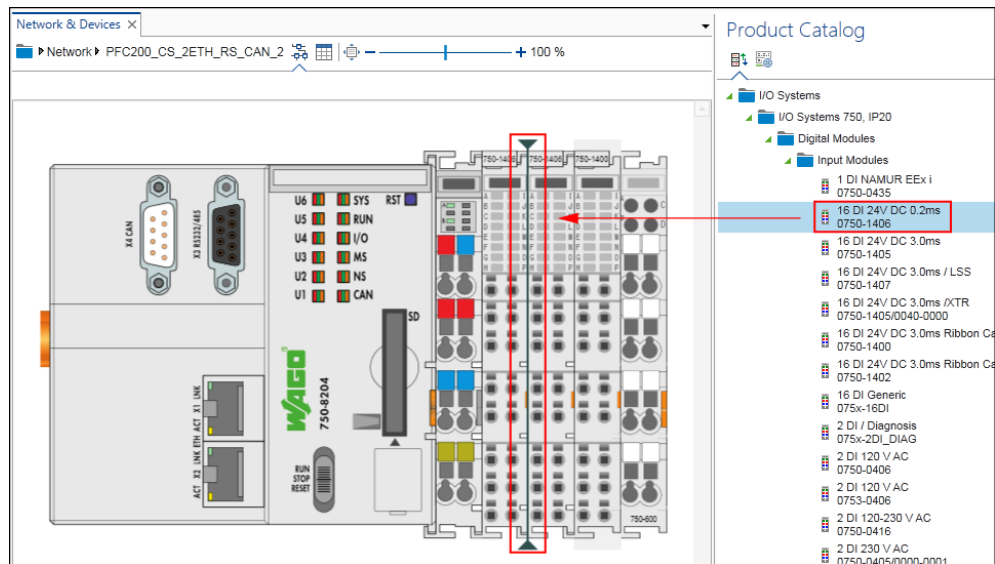 Network & Devices
Network PFC200_CS_2ETH_RS_CAN_2
100 %
Product Catalog
I/O Systems
I/O Systems 750, IP20
Digital Modules
Input Modules
1 DI NAMUR EEx i
0750-0435
16 DI 24V DC 0.2ms
0750-1406
16 DI 24V DC 3.0ms
0750-1405
16 DI 24V DC 3.0ms / LSS
0750-1407
16 DI 24V DC 3.0ms /XTR
0750-1405/0040-0000
16 DI 24V DC 3.0ms Ribbon Ca
0750-1400
16 DI 24V DC 3.0ms Ribbon Ca
0750-1402
16 DI Generic
075x-16DI
2 DI / Diagnosis
075x-2DI_DIAG
2 DI 120 V AC
0750-0406
2 DI 120 V AC
0753-0406
2 DI 120-230 V AC
0750-0416
2 DI 230 V AC
0750-0405/0000-0001
750-1406 750-1406 750-1400
X4 CAN
X3 RS232/485
U6 SYS RST
U5 RUN
U4 I/O
U3 MS
U2 NS
U1 CAN
SD
WAGO
750-8204
ACT X1 LNK
ETH
ACT X2 LNK
RUN
STOP
RESET
750-600